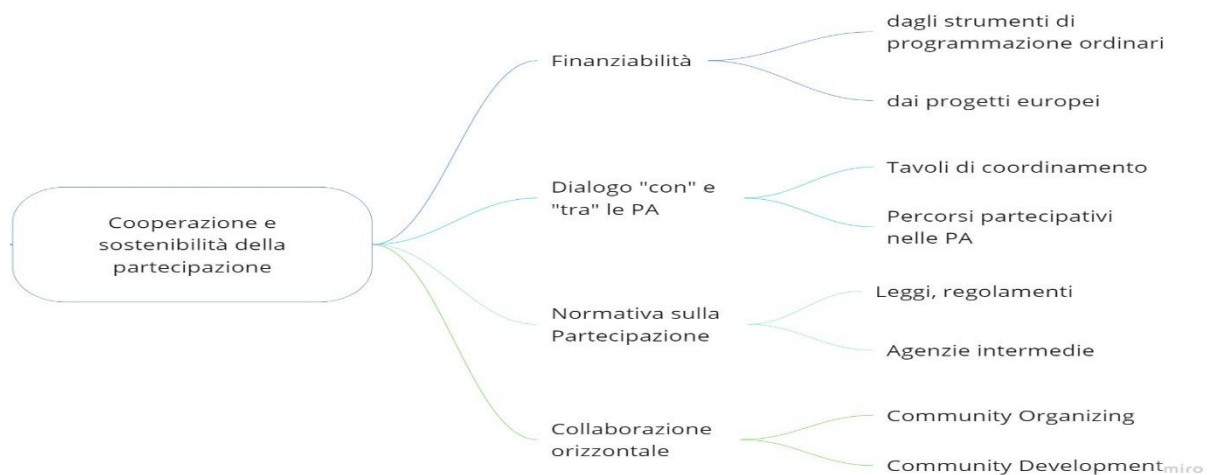 Cooperazione e
sostenibilità della
partecipazione
Finanziabilità
dagli strumenti di
programmazione ordinari
dai progetti europei
Dialogo "con" e
"tra" le PA
Tavoli di coordinamento
Percorsi partecipativi
nelle PA
Normativa sulla
Partecipazione
Leggi, regolamenti
Agenzie intermedie
Collaborazione
orizzontale
Community Organizing
Community Development
miro